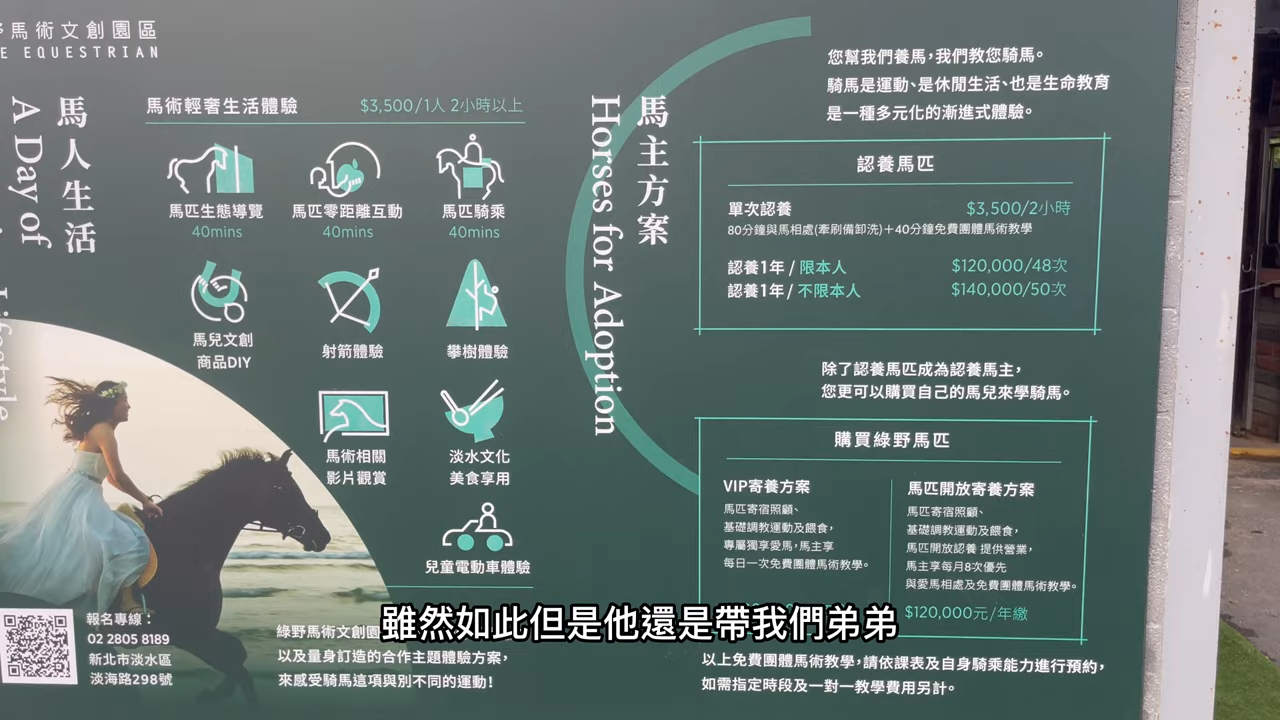 馬術文創園區
E EQUESTRIAN
馬人生活
A Day of
Lifestyle
馬術輕奢生活體驗 $3,500/1人 2小時以上
馬匹生態導覽
40mins
馬匹零距離互動
40mins
馬匹騎乘
40mins
馬兒文創
商品DIY
射箭體驗
攀樹體驗
馬術相關
影片觀賞
淡水文化
美食享用
兒童電動車體驗
報名專線：
02 2805 8189
新北市淡水區
淡海路298號
綠野馬術文創園
以及量身訂造的合作主題體驗方案，
來感受騎馬這項與別不同的運動！
馬主方案
Horses for Adoption
您幫我們養馬，我們教您騎馬。
騎馬是運動、是休閒生活、也是生命教育
是一種多元化的漸進式體驗。
認養馬匹
單次認養 $3,500/2小時
80分鐘與馬相處(牽刷備卸洗)＋40分鐘免費團體馬術教學
認養1年 / 限本人 $120,000/48次
認養1年 / 不限本人 $140,000/50次
除了認養馬匹成為認養馬主，
您更可以購買自己的馬兒來學騎馬。
購買綠野馬匹
VIP寄養方案
馬匹寄宿照顧、
基礎調教運動及餵食，
專屬獨享愛馬，馬主享
每日一次免費團體馬術教學。
馬匹開放寄養方案
馬匹寄宿照顧、
基礎調教運動及餵食，
馬匹開放認養 提供營業，
馬主享每月8次優先
與愛馬相處及免費團體馬術教學。
$120,000元/年繳
以上免費團體馬術教學，請依課表及自身騎乘能力進行預約，
如需指定時段及一對一教學費用另計。
雖然如此但是他還是帶我們弟弟